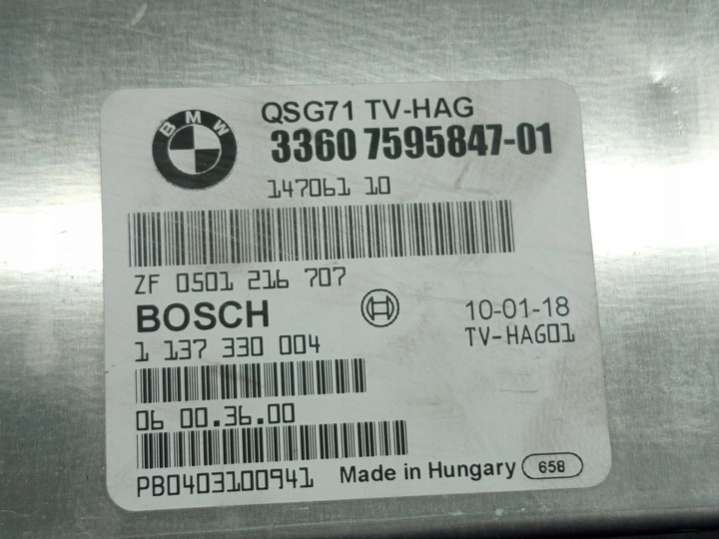 BMW
QSG71 TV-HAG
3360 7595847-01
147061 10
ZF 0501 216 707
BOSCH
10-01-18
1 137 330 004
TV-HAG01
06 00.36.00
PB0403100941
Made in Hungary 658